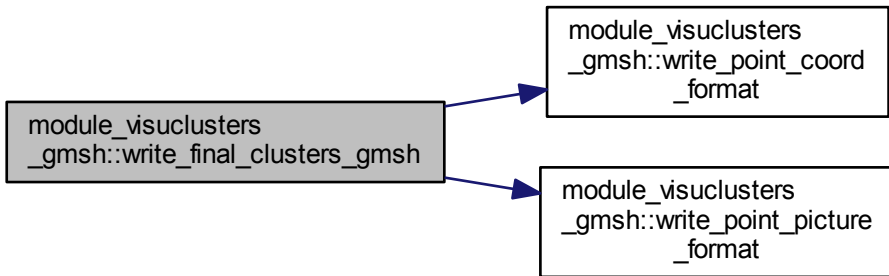 module_visuclusters
_gmsh::write_final_clusters_gmsh
module_visuclusters
_gmsh::write_point_coord
_format
module_visuclusters
_gmsh::write_point_picture
_format